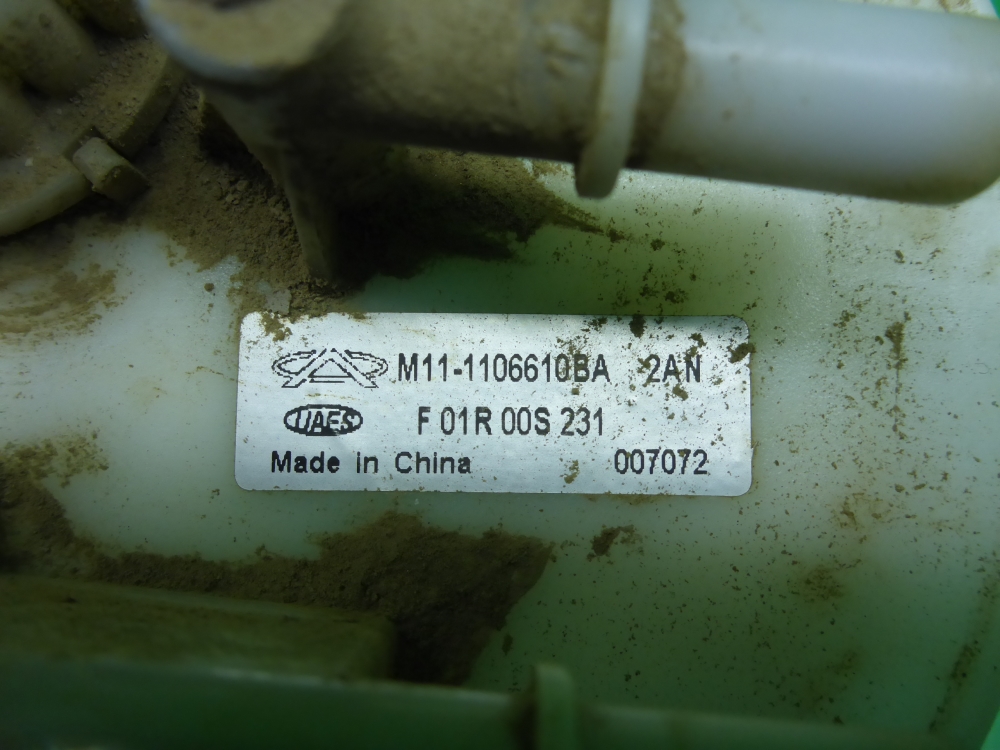 M11-1106610BA 2AN
UAES F 01R 00S 231
Made in China 007072